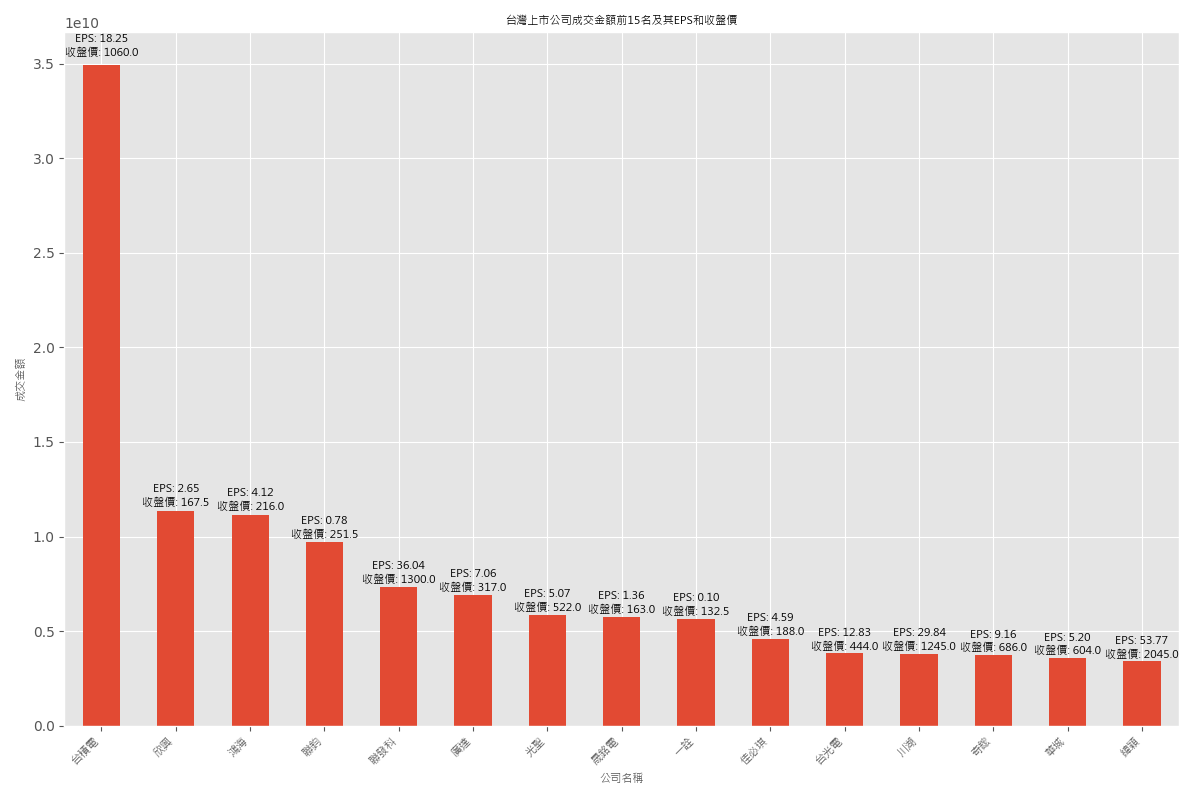 台灣上市公司成交金額前15名及其EPS和收盤價
1e10
3.5
3.0
2.5
2.0
1.5
1.0
0.5
0.0
成交金額
EPS: 18.25
收盤價: 1060.0
EPS: 2.65
收盤價: 167.5
EPS: 4.12
收盤價: 216.0
EPS: 0.78
收盤價: 251.5
EPS: 36.04
收盤價: 1300.0
EPS: 7.06
收盤價: 317.0
EPS: 5.07
收盤價: 522.0
EPS: 1.36
收盤價: 163.0
EPS: 0.10
收盤價: 132.5
EPS: 4.59
收盤價: 188.0
EPS: 12.83
收盤價: 444.0
EPS: 29.84
收盤價: 1245.0
EPS: 9.16
收盤價: 686.0
EPS: 5.20
收盤價: 604.0
EPS: 53.77
收盤價: 2045.0
台積電
欣興
鴻海
聯鈞
聯發科
廣達
光聖
晟銘電
一詮
佳必琪
台光電
川湖
奇鋐
華城
緯穎
公司名稱